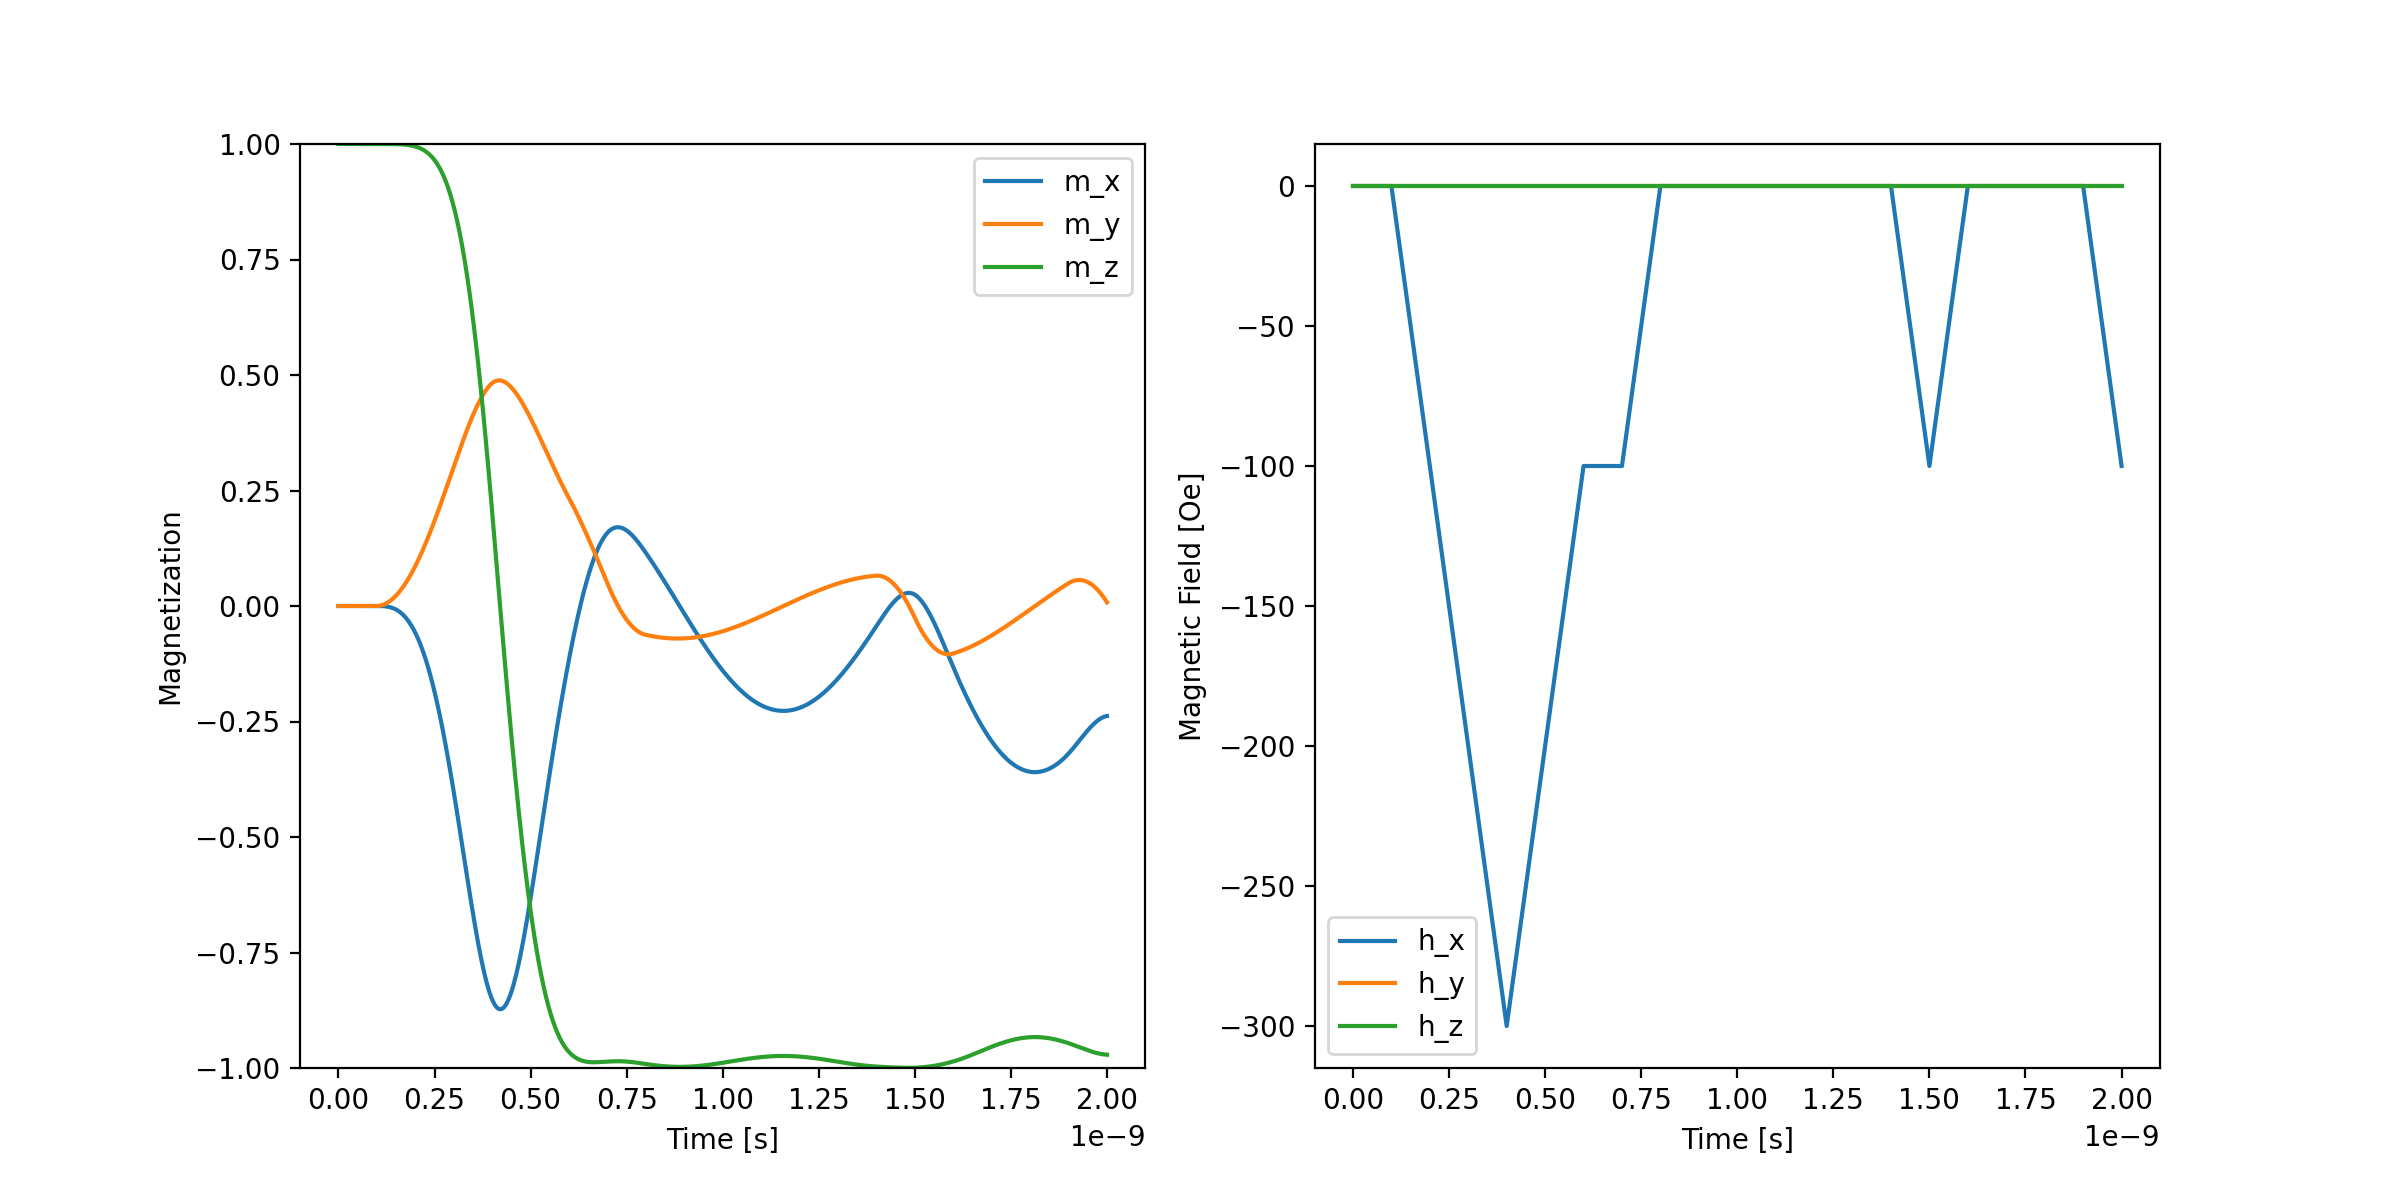 1.00
0.75
0.50
0.25
0.00
−0.25
−0.50
−0.75
−1.00
Magnetization
m_x
m_y
m_z
0.00 0.25 0.50 0.75 1.00 1.25 1.50 1.75 2.00
Time [s]
1e−9
0
−50
−100
−150
−200
−250
−300
Magnetic Field [Oe]
h_x
h_y
h_z
0.00 0.25 0.50 0.75 1.00 1.25 1.50 1.75 2.00
Time [s]
1e−9